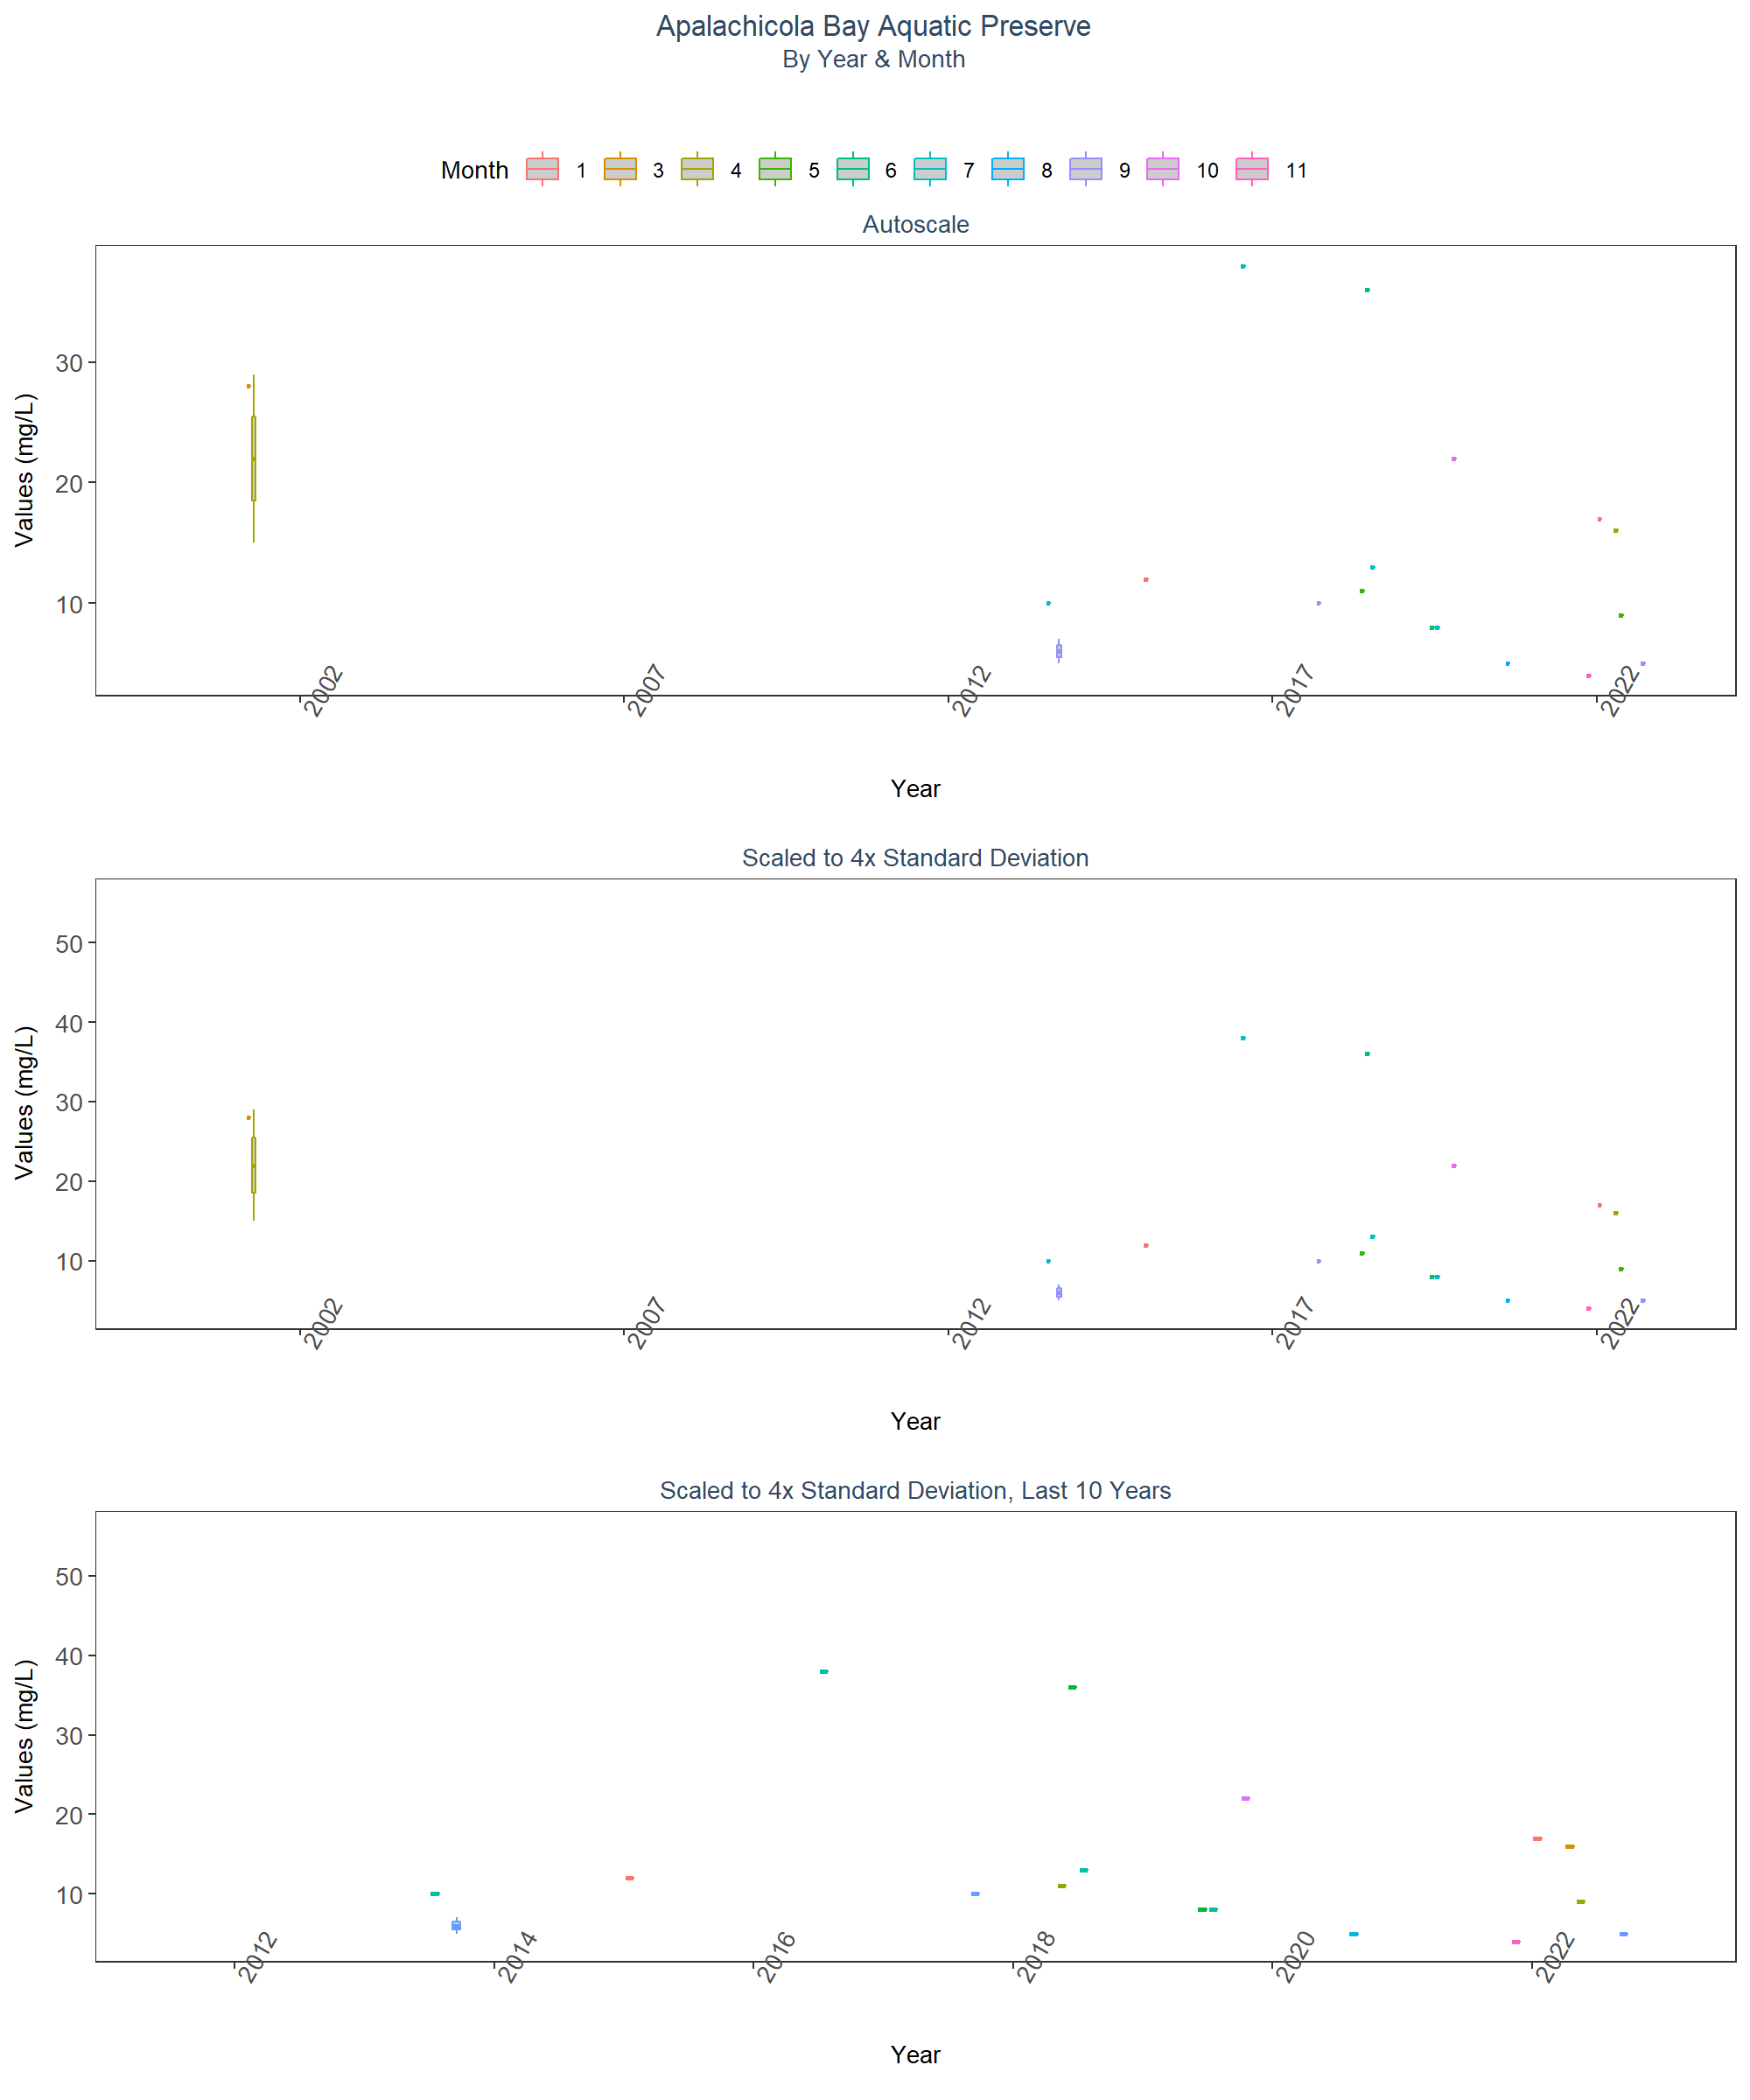 Apalachicola Bay Aquatic Preserve
By Year & Month
Month 1 3 4 5 6 7 8 9 10 11
Autoscale
Values (mg/L)
30
20
10
2002 2007 2012 2017 2022
Year
Scaled to 4x Standard Deviation
Values (mg/L)
50
40
30
20
10
2002 2007 2012 2017 2022
Year
Scaled to 4x Standard Deviation, Last 10 Years
Values (mg/L)
50
40
30
20
10
2012 2014 2016 2018 2020 2022
Year